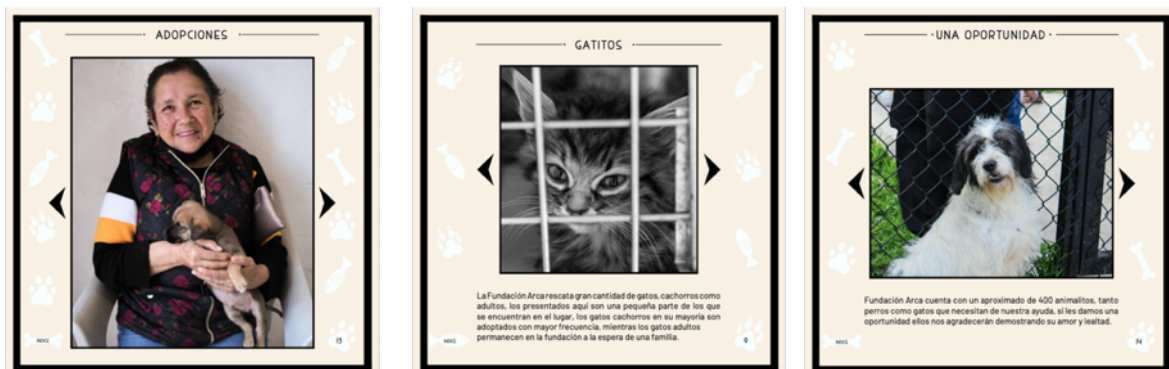 ADOPCIONES
INDICE
13
GATITOS
La Fundación Arca rescata gran cantidad de gatos, cachorros como
adultos, los presentados aquí son una pequeña parte de los que
se encuentran en el lugar, los gatos cachorros en su mayoría son
adoptados con mayor frecuencia, mientras los gatos adultos
permanecen en la fundación a la espera de una familia.
INDICE
9
UNA OPORTUNIDAD
Fundación Arca cuenta con un aproximado de 400 animalitos, tanto
perros como gatos que necesitan de nuestra ayuda, si les damos una
oportunidad ellos nos agradecerán demostrando su amor y lealtad.
INDICE
14